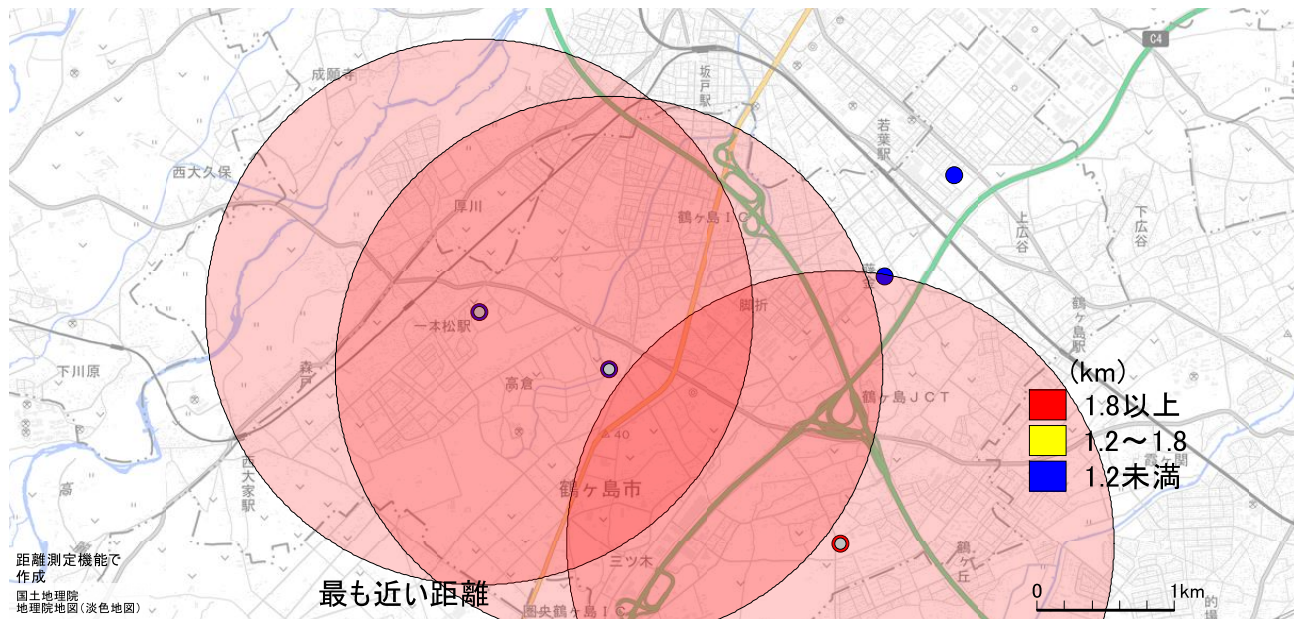 C4
成願寺
坂戸駅
若葉駅
西大久保
厚川
鶴ヶ島IC
上広谷
下広谷
脚折
一本松駅
鶴ヶ島駅
下川原
森戸
高倉
(km)
鶴ヶ島JCT
1.8以上
40
1.2～1.8
霞ヶ関
西大家駅
1.2未満
高
鶴ヶ島市
距離測定機能で
作成
三ツ木
鶴ヶ丘
最も近い距離
国土地理院
地理院地図(淡色地図)
圏央鶴ヶ島IC
0
1km
的場